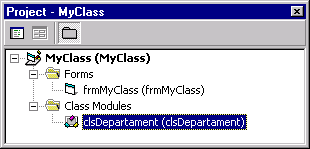 Project - MyClass
MyClass (MyClass)
Forms
frmMyClass (frmMyClass)
Class Modules
clsDepartament (clsDepartament)